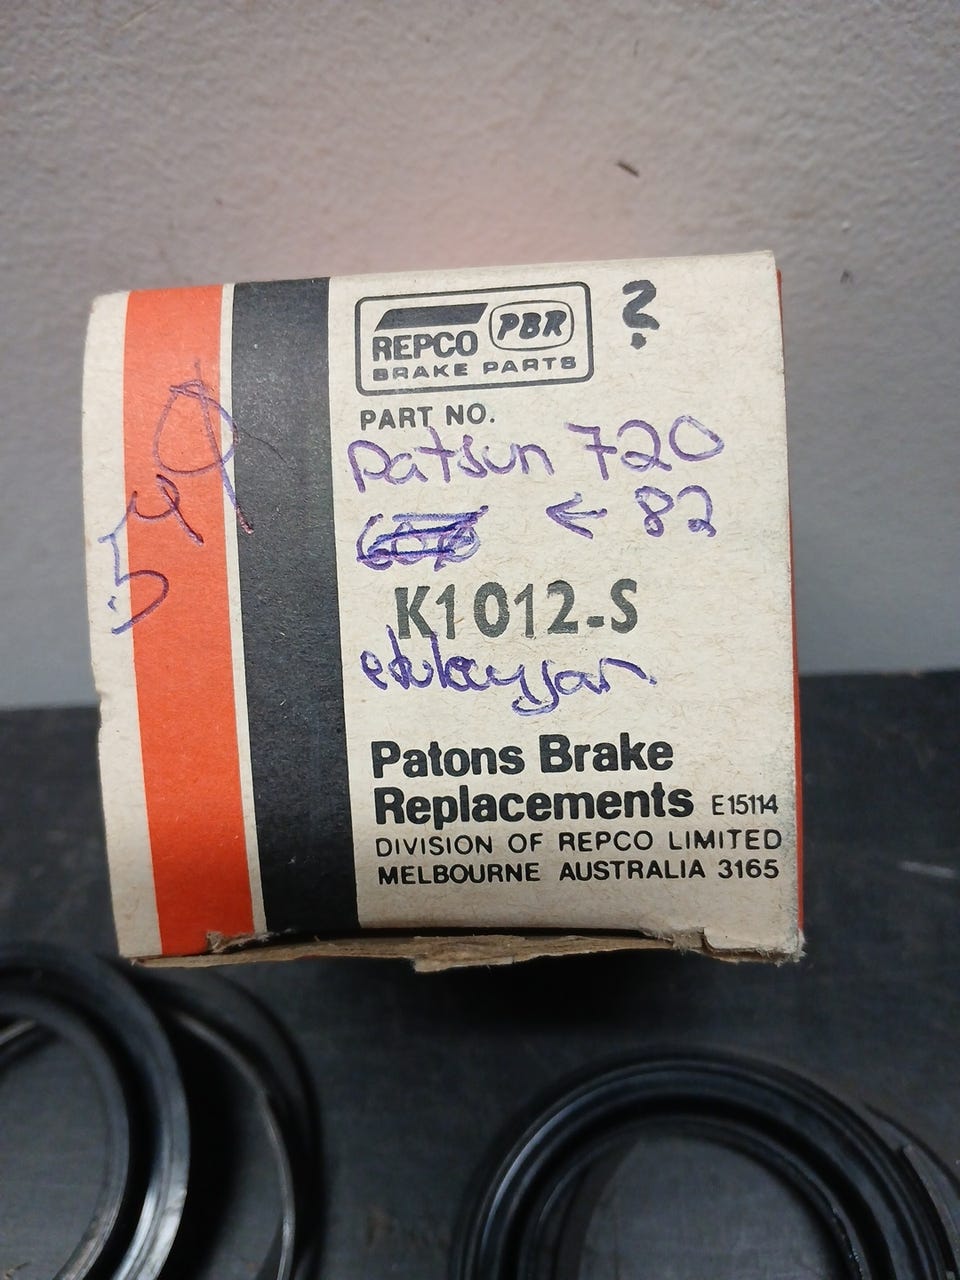 REPCO PBR
BRAKE PARTS
?
PART NO.
Datsun 720
← 82
K1012-S
Patons Brake
Replacements E15114
DIVISION OF REPCO LIMITED
MELBOURNE AUSTRALIA 3165